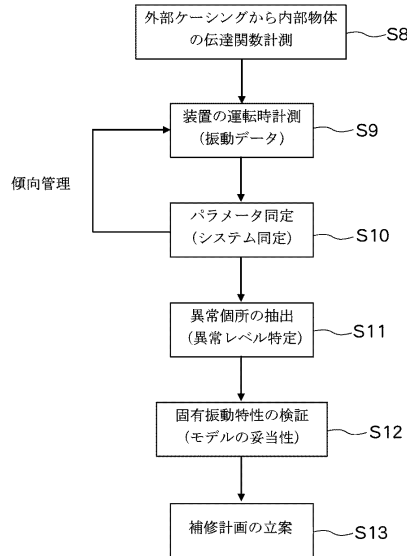 外部ケーシングから内部物体
の伝達関数計測
S8
装置の運転時計測
(振動データ)
S9
傾向管理
パラメータ同定
(システム同定)
S10
異常個所の抽出
(異常レベル特定)
S11
固有振動特性の検証
(モデルの妥当性)
S12
補修計画の立案
S13